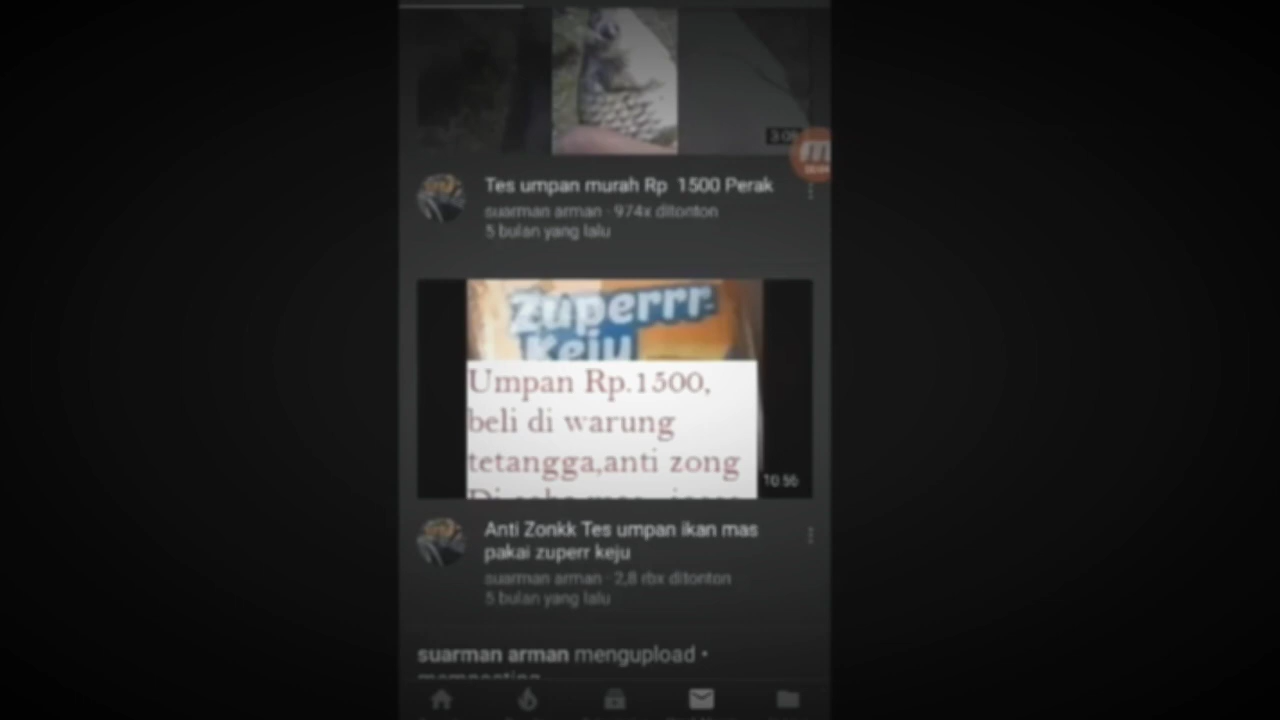 3:09
Tes umpan murah Rp 1500 Perak
suarman arman · 974x ditonton
5 bulan yang lalu
Zuperrr
Keju
Umpan Rp.1500,
beli di warung
tetangga,anti zong
10:56
Anti Zonkk Tes umpan ikan mas
pakai zuperr keju
suarman arman · 2,8 rbx ditonton
5 bulan yang lalu
suarman arman mengupload •